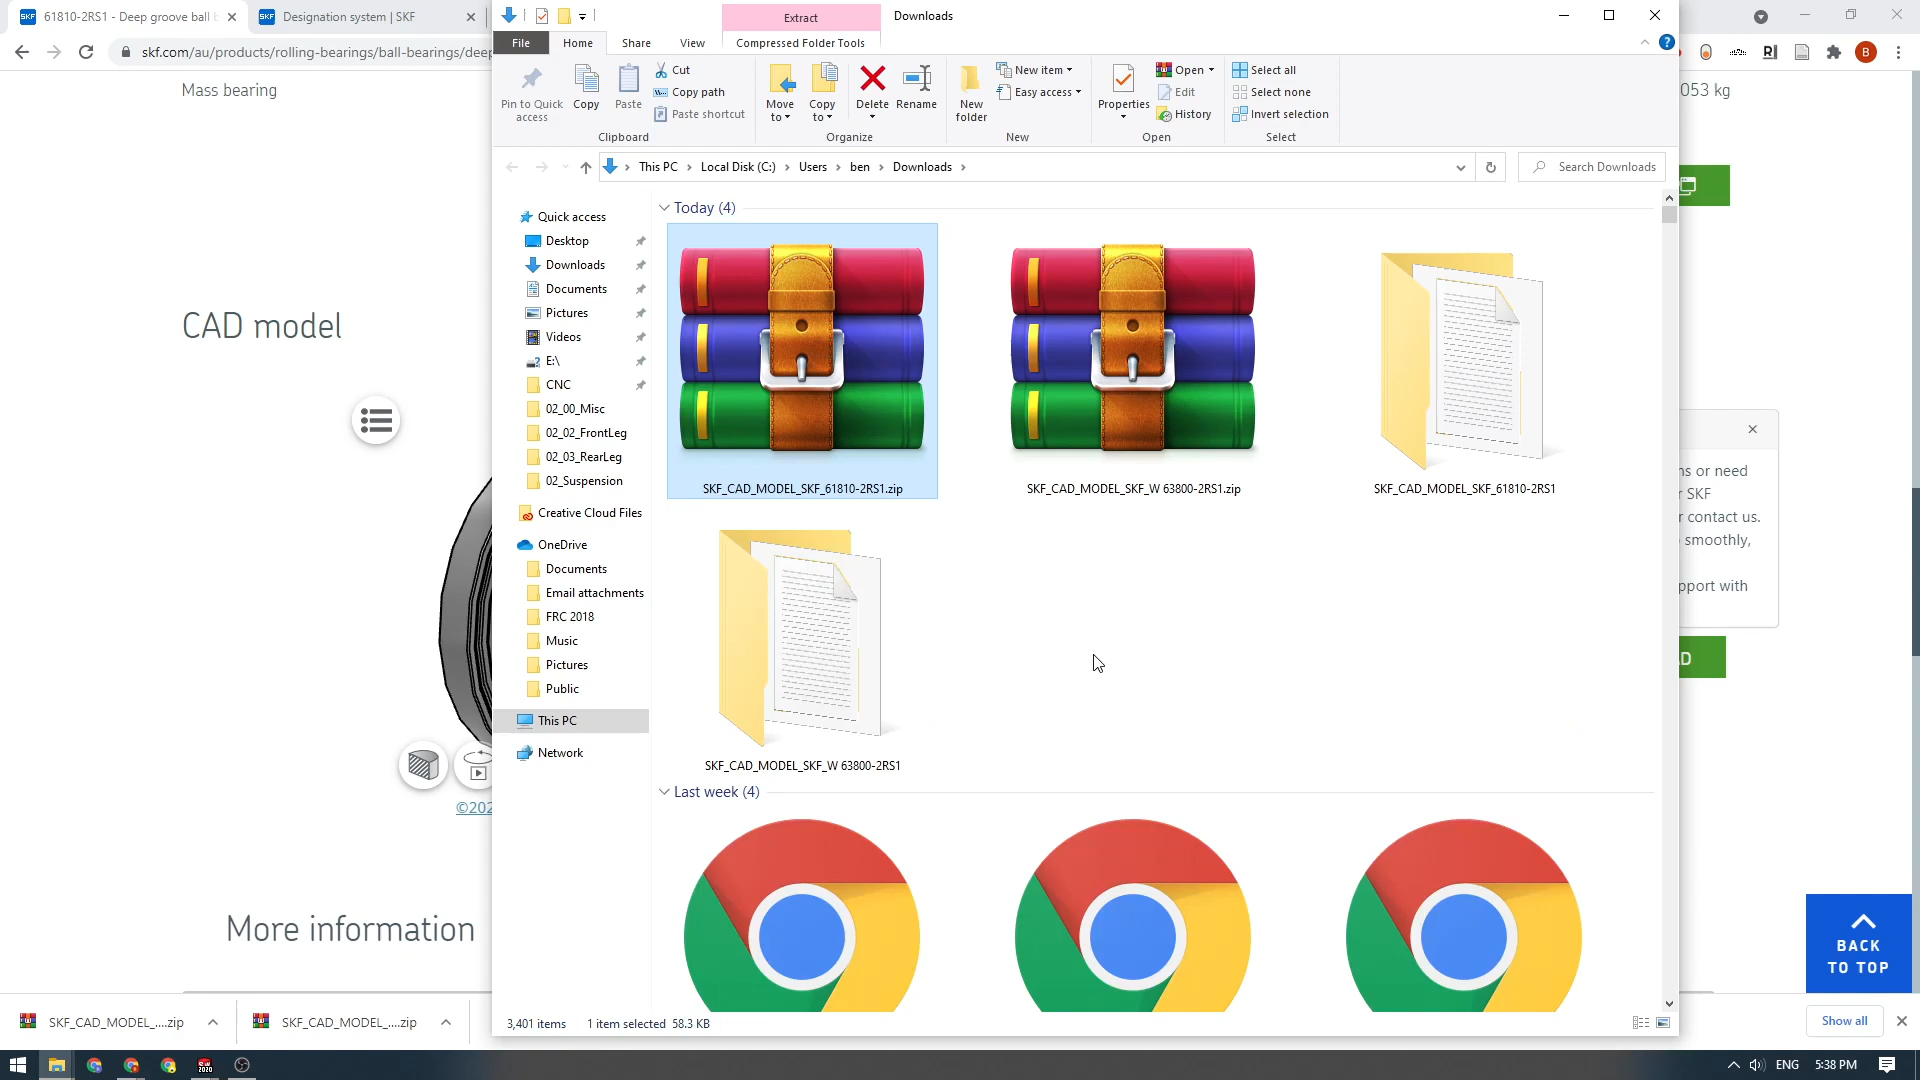 61810-2RS1 - Deep groove ball b
Designation system | SKF
skf.com/au/products/rolling-bearings/ball-bearings/deep
Mass bearing
CAD model
More information
SKF_CAD_MODEL_....zip
SKF_CAD_MODEL_....zip
Extract
Downloads
File
Home
Share
View
Compressed Folder Tools
Pin to Quick access
Copy
Paste
Cut
Copy path
Paste shortcut
Clipboard
Move to
Copy to
Delete
Rename
Organize
New folder
New item
Easy access
New
Properties
Open
Edit
History
Open
Select all
Select none
Invert selection
Select
This PC
Local Disk (C:)
Users
ben
Downloads
Search Downloads
Quick access
Desktop
Downloads
Documents
Pictures
Videos
E:\
CNC
02_00_Misc
02_02_FrontLeg
02_03_RearLeg
02_Suspension
Creative Cloud Files
OneDrive
Documents
Email attachments
FRC 2018
Music
Pictures
Public
This PC
Network
Today (4)
SKF_CAD_MODEL_SKF_61810-2RS1.zip
SKF_CAD_MODEL_SKF_W 63800-2RS1.zip
SKF_CAD_MODEL_SKF_61810-2RS1
SKF_CAD_MODEL_SKF_W 63800-2RS1
Last week (4)
3,401 items
1 item selected 58.3 KB
053 kg
ns or need
r SKF
r contact us.
smoothly,
pport with
AD
BACK
TO TOP
Show all
ENG
5:38 PM